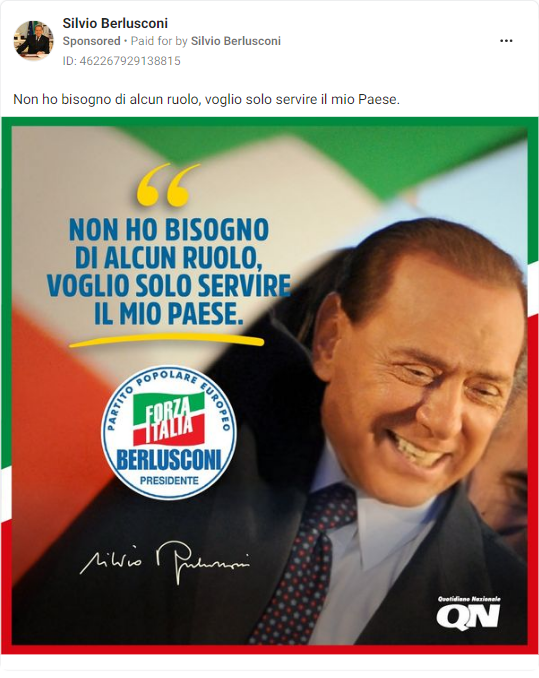 Silvio Berlusconi
Sponsored • Paid for by Silvio Berlusconi
ID: 462267929138815
Non ho bisogno di alcun ruolo, voglio solo servire il mio Paese.
“
NON HO BISOGNO
DI ALCUN RUOLO,
VOGLIO SOLO SERVIRE
IL MIO PAESE.
PARTITO POPOLARE EUROPEO
FORZA
ITALIA
BERLUSCONI
PRESIDENTE
Silvio Berlusconi
Quotidiano Nazionale
QN